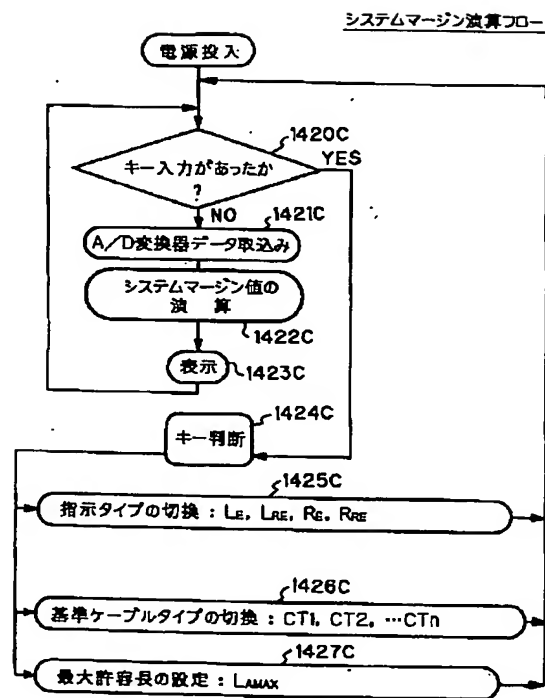 システムマージン演算フロー
電源投入
1420C
キー入力があったか
?
YES
NO
1421C
A/D変換器データ取込み
システムマージン値の
演 算
1422C
表示
1423C
1424C
キー判断
1425C
指示タイプの切換:LE, LRE, RE, RRE
1426C
基準ケーブルタイプの切換:CT1, CT2, …CTn
1427C
最大許容長の設定:LAMAX